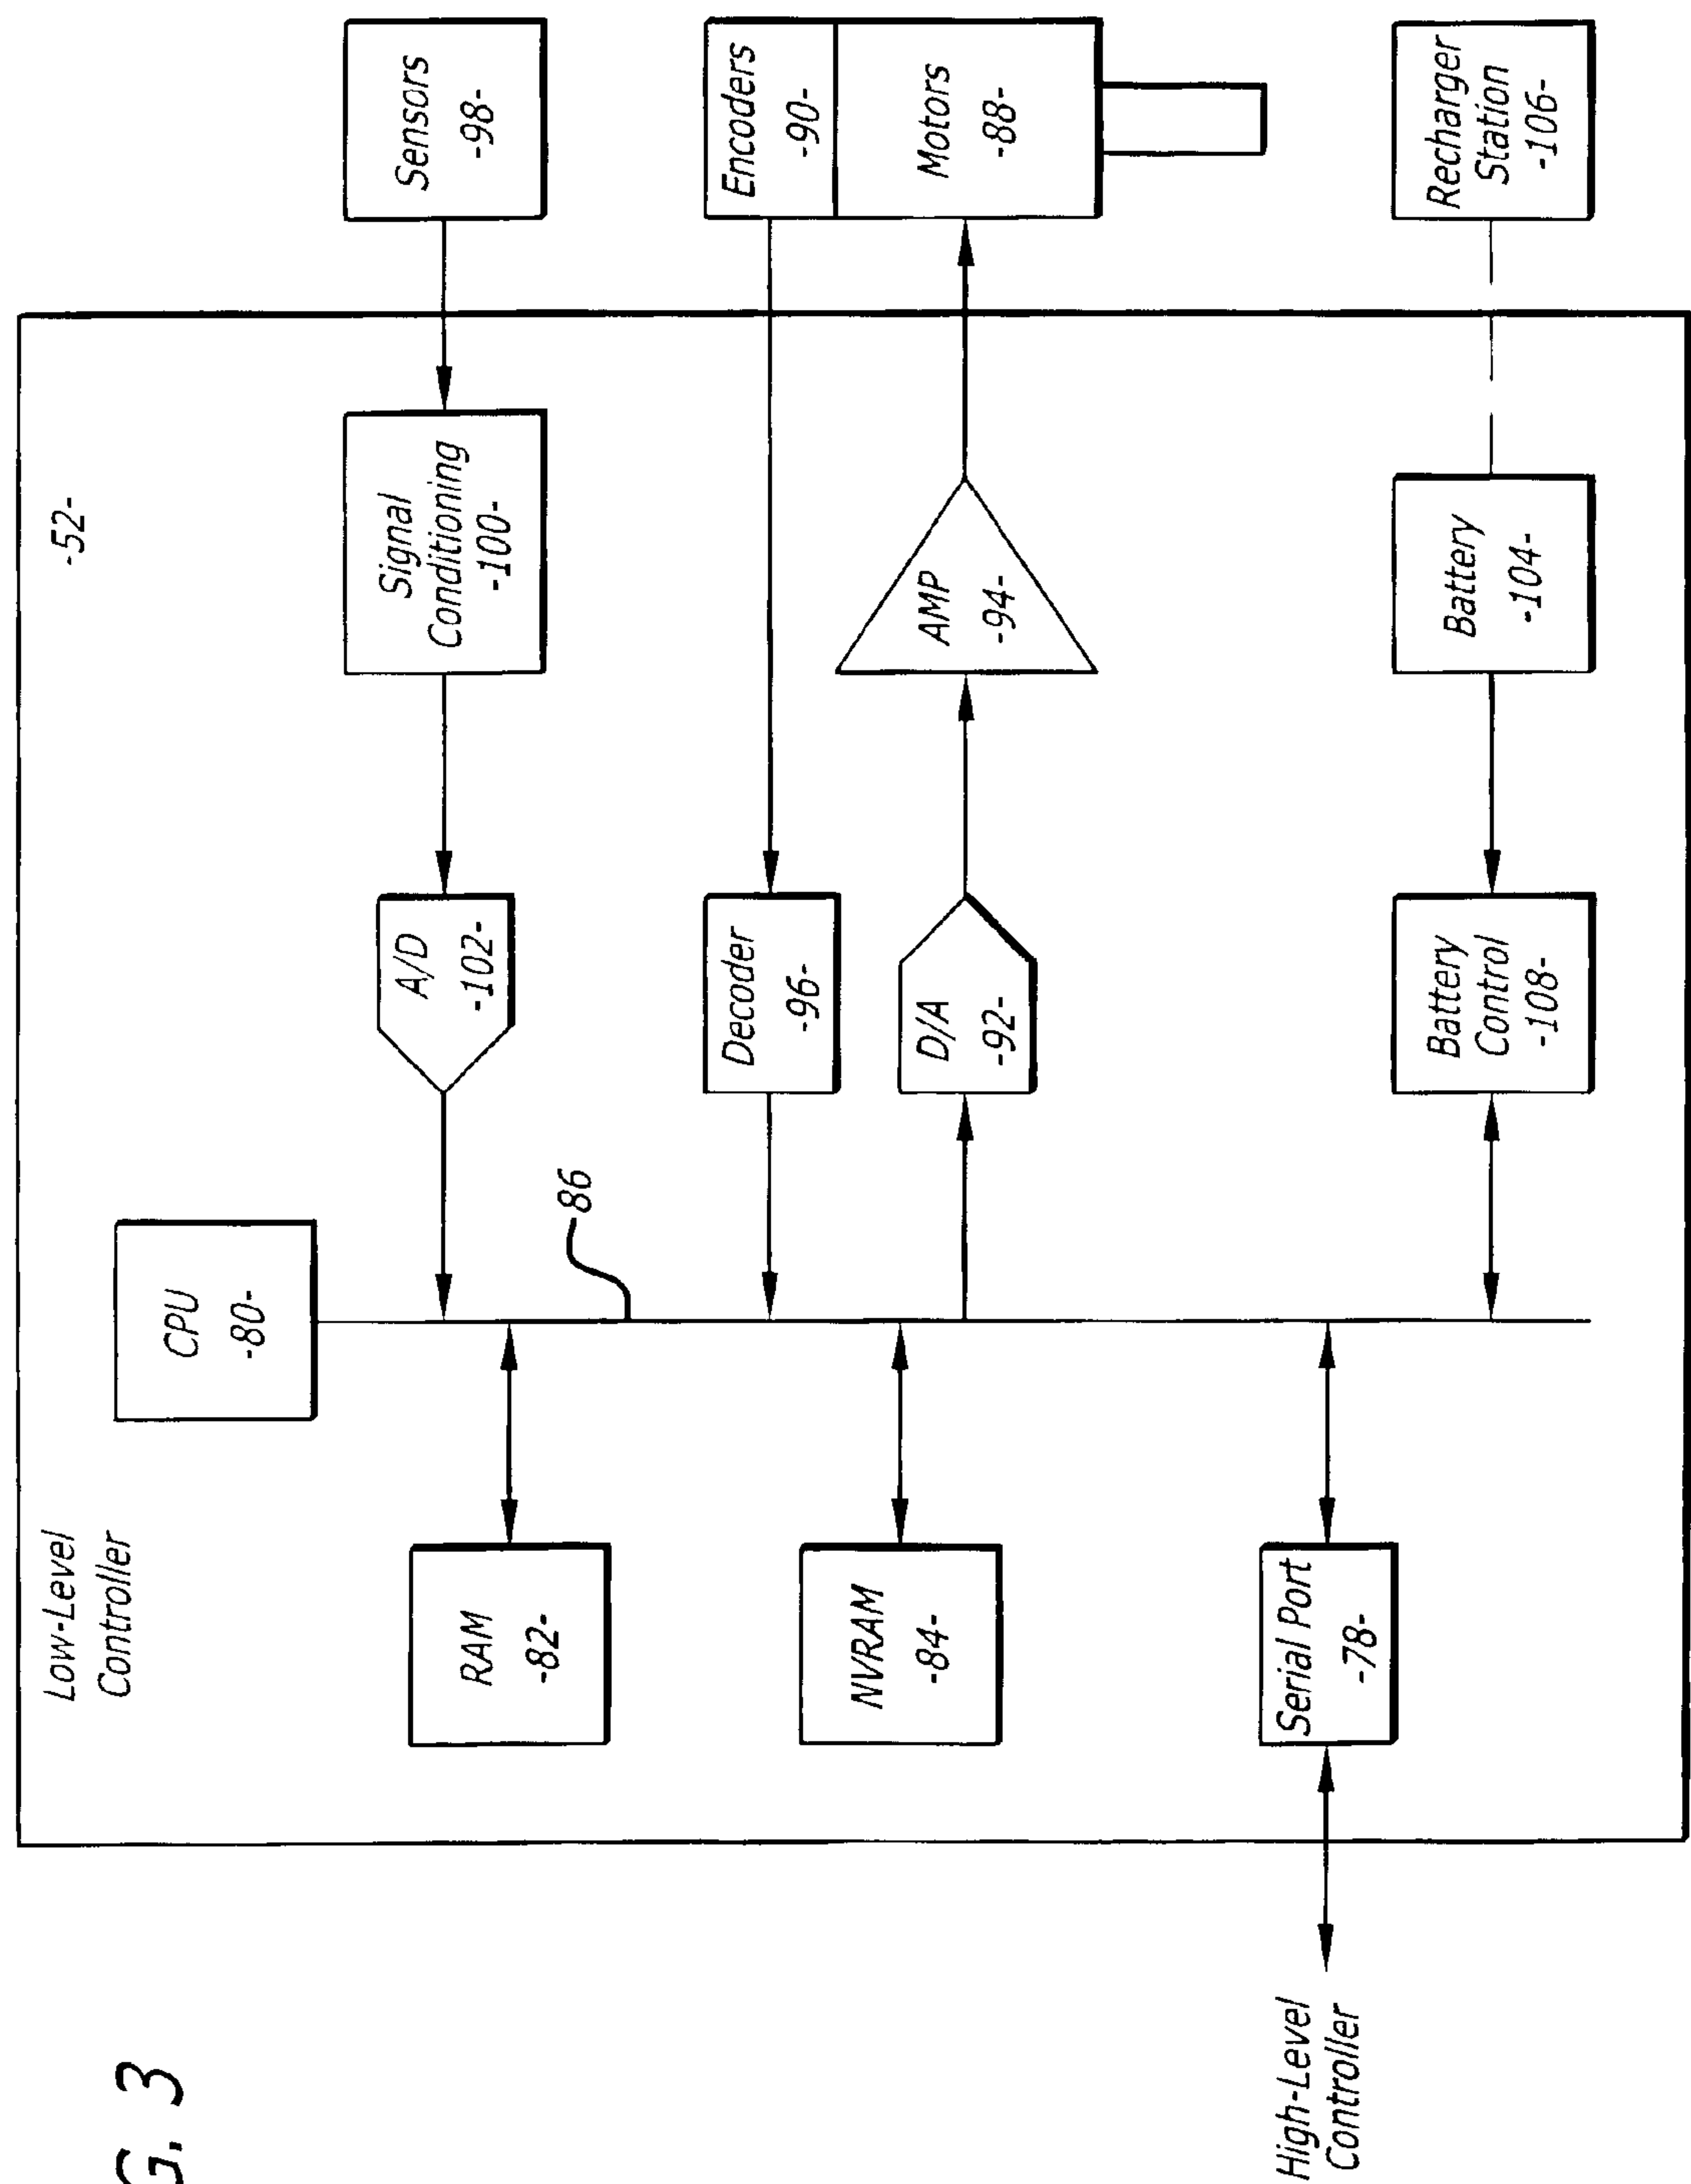 G. 3
Low-Level
Controller
-52-
CPU
-80-
RAM
-82-
NVRAM
-84-
Serial Port
-78-
High-Level
Controller
86
A/D
-102-
Signal
Conditioning
-100-
Sensors
-98-
Decoder
-96-
Encoders
-90-
D/A
-92-
AMP
-94-
Motors
-88-
Battery
Control
-108-
Battery
-104-
Recharger
Station
-106-